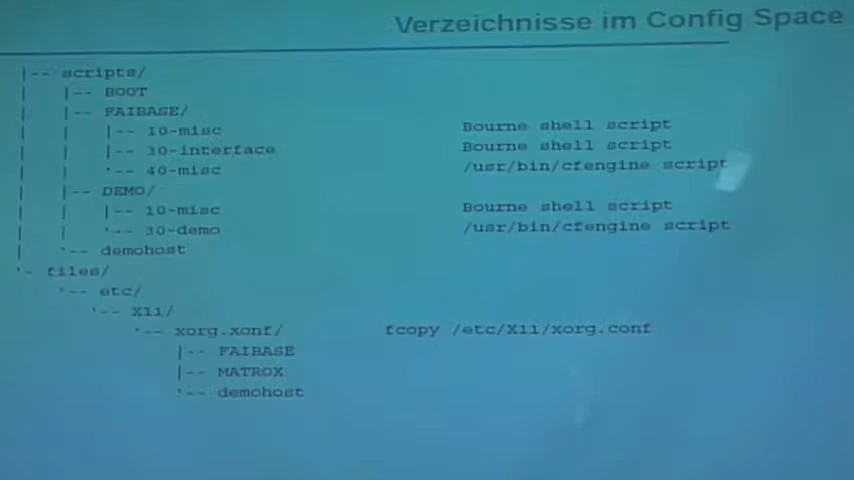 Verzeichnisse im Config Space
|-- scripts/
|   |-- BOOT
|   |-- FAIBASE/
|   |   |-- 10-misc Bourne shell script
|   |   |-- 30-interface Bourne shell script
|   |   '-- 40-misc /usr/bin/cfengine script
|   |-- DEMO/
|   |   |-- 10-misc Bourne shell script
|   |   '-- 30-demo /usr/bin/cfengine script
|   '-- demohost
'- files/
'-- etc/
'-- X11/
'-- xorg.xonf/ fcopy /etc/X11/xorg.conf
|-- FAIBASE
|-- MATROX
'-- demohost